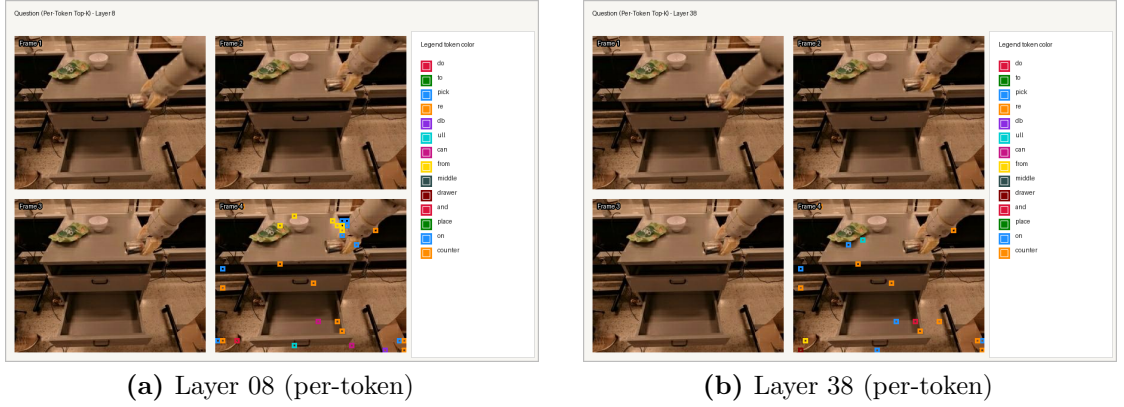 Question (Per-Token Top-K) - Layer 8
Frame 1
Frame 2
Frame 3
Frame 4
Legend token color
do
to
pick
re
db
ull
can
from
middle
drawer
and
place
on
counter
(a) Layer 08 (per-token)
Question (Per-Token Top-K) - Layer 38
Frame 1
Frame 2
Frame 3
Frame 4
Legend token color
do
to
pick
re
db
ull
can
from
middle
drawer
and
place
on
counter
(b) Layer 38 (per-token)